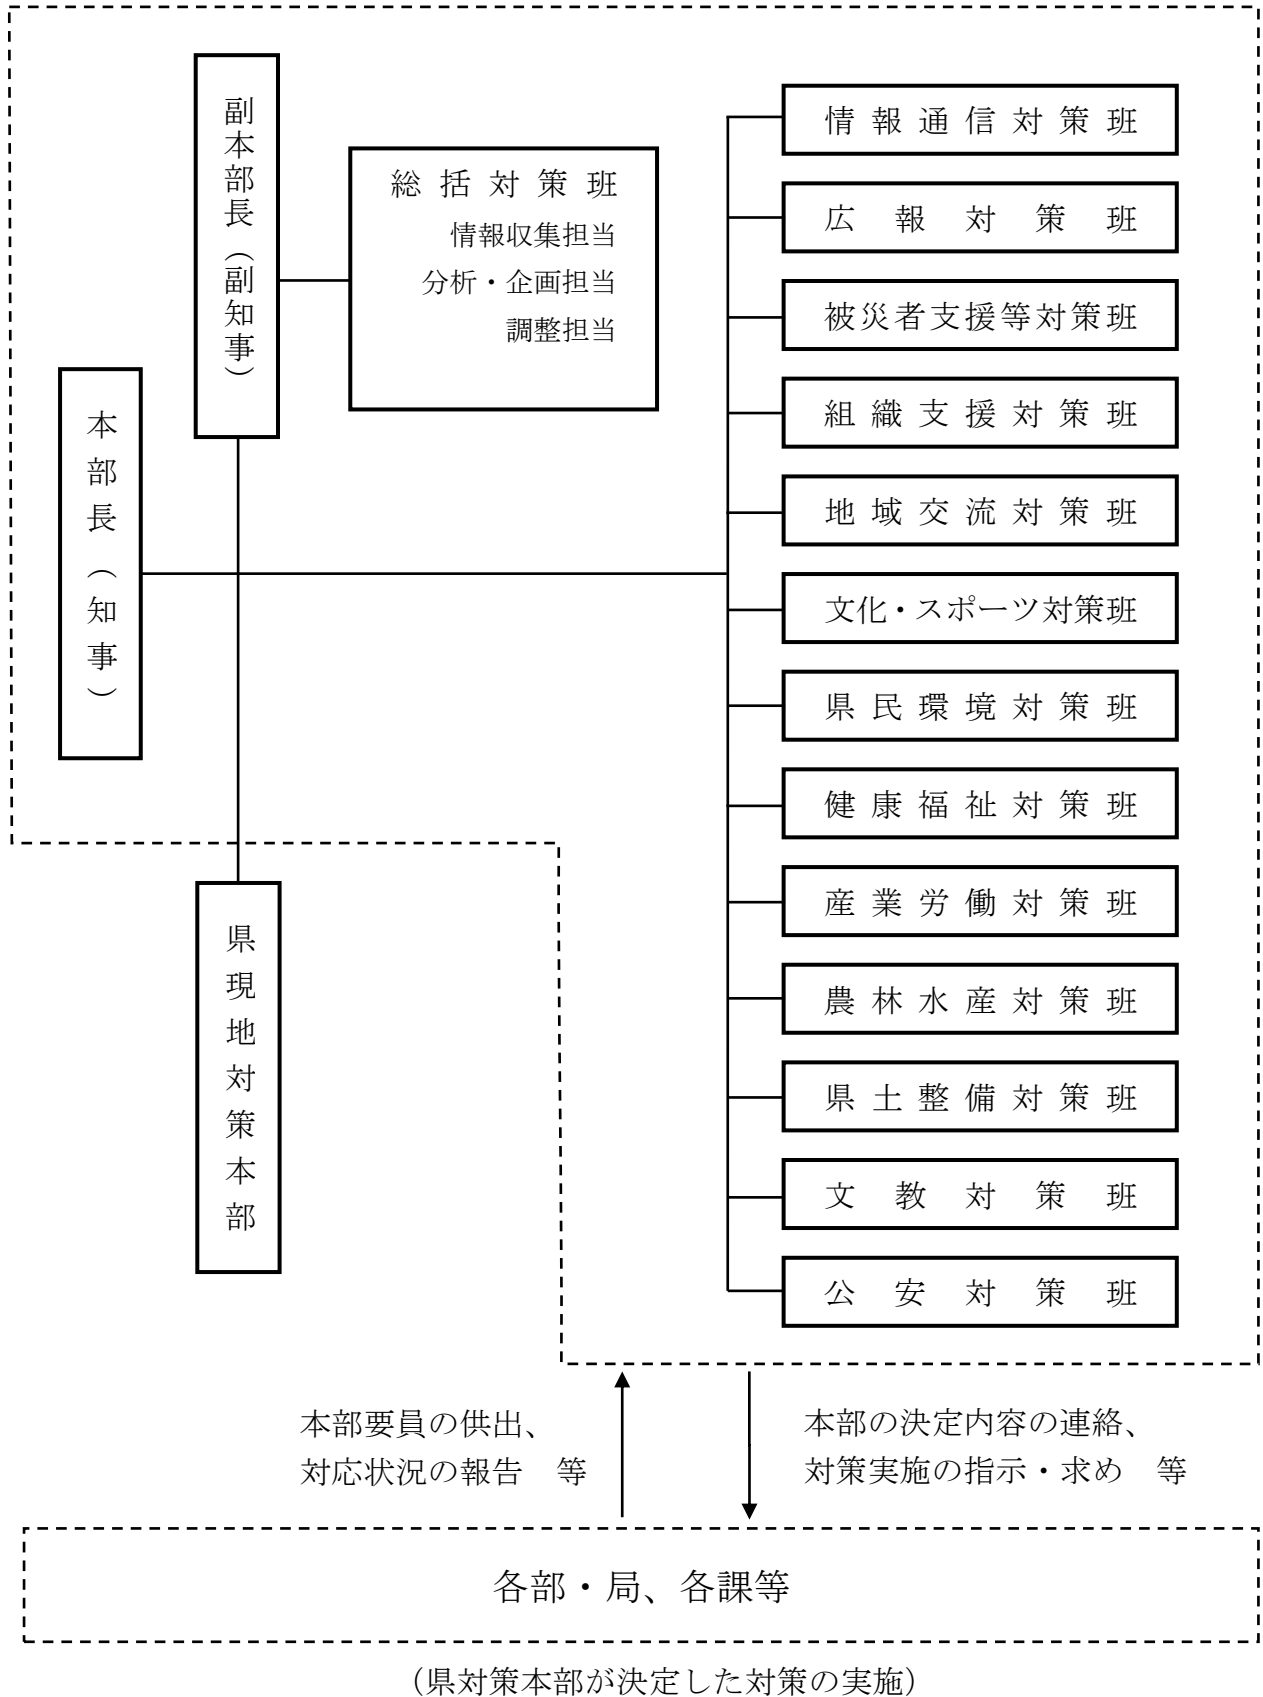 副本部長（副知事）
総括対策班
情報収集担当
分析・企画担当
調整担当
本部長（知事）
県現地対策本部
情報通信対策班
広報対策班
被災者支援等対策班
組織支援対策班
地域交流対策班
文化・スポーツ対策班
県民環境対策班
健康福祉対策班
産業労働対策班
農林水産対策班
県土整備対策班
文教対策班
公安対策班
本部要員の供出、
対応状況の報告　等
本部の決定内容の連絡、
対策実施の指示・求め　等
各部・局、各課等
（県対策本部が決定した対策の実施）